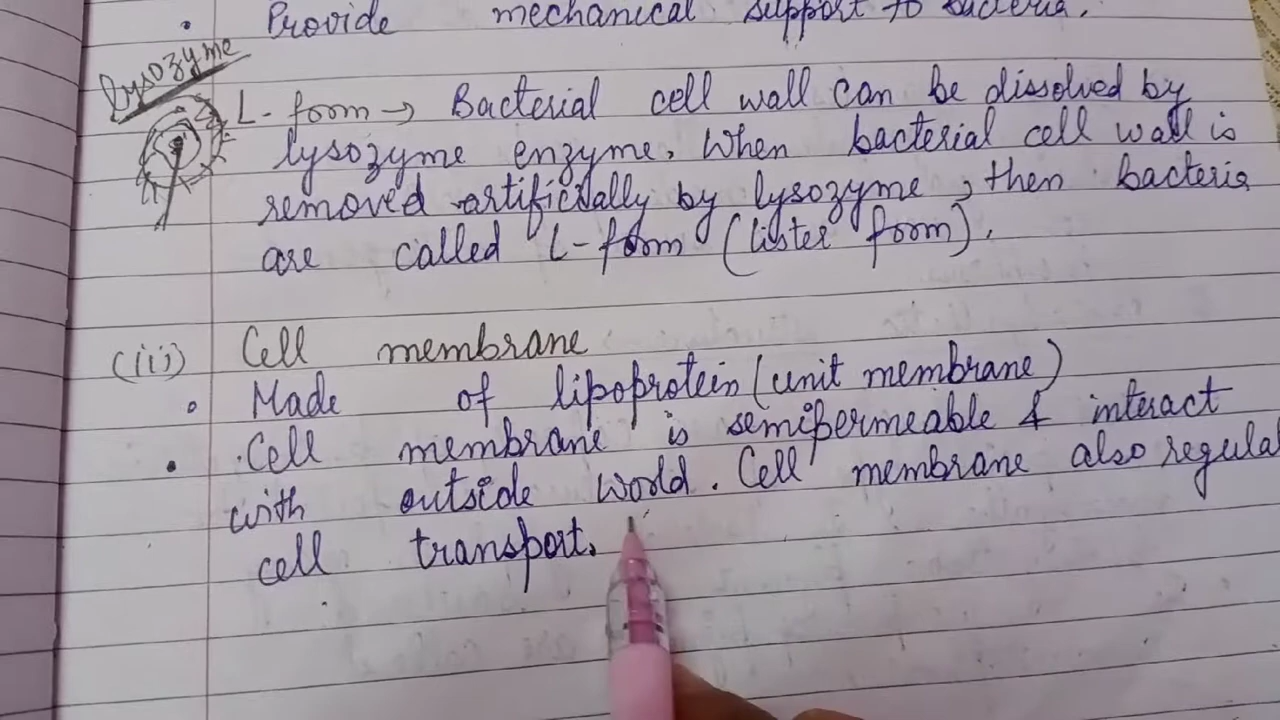 • Provide mechanical support to bacteria.
lysozyme
L-form → Bacterial cell wall can be dissolved by
lysozyme enzyme. When bacterial cell wall is
removed artificially by lysozyme, then bacteria
are called L-form (lister form).
(iii) Cell membrane
• Made of lipoprotein (unit membrane)
• Cell membrane is semipermeable & interact
with outside world. Cell membrane also regula
cell transport.